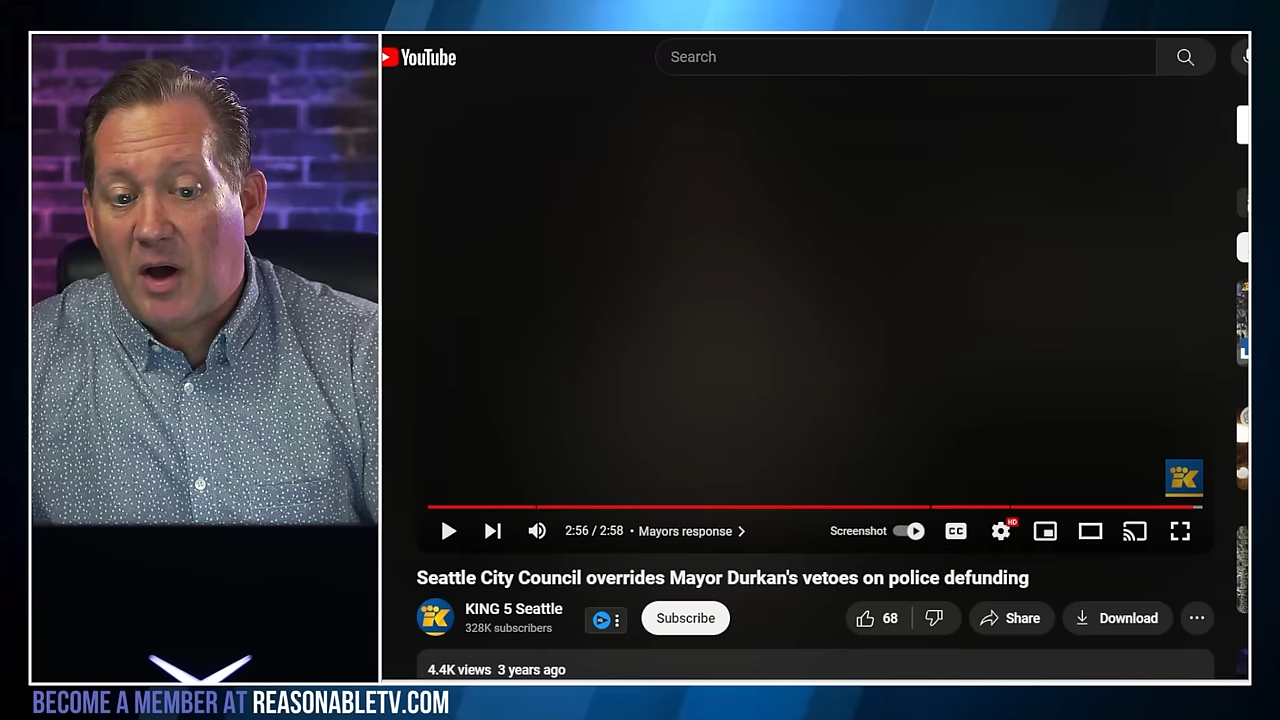 YouTube
Search
2:56 / 2:58 • Mayors response
Screenshot
CC
HD
Seattle City Council overrides Mayor Durkan's vetoes on police defunding
KING 5 Seattle
328K subscribers
Subscribe
68
Share
Download
4.4K views 3 years ago
BECOME A MEMBER AT REASONABLETV.COM